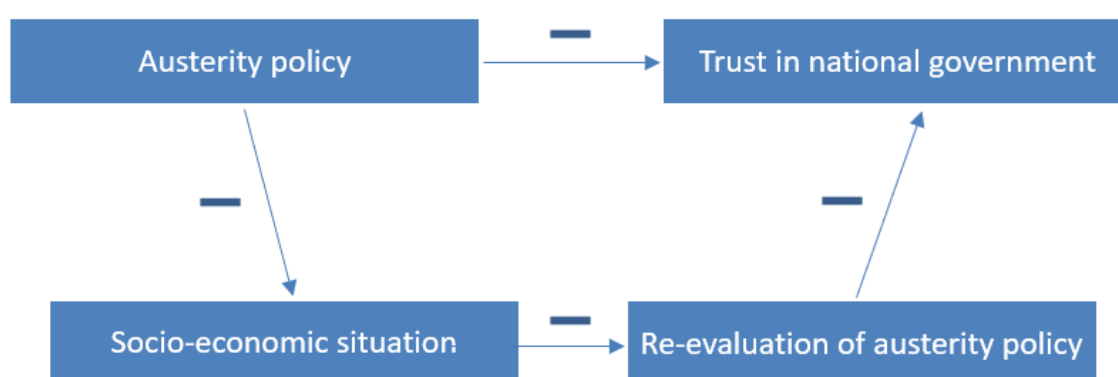 Austerity policy
Trust in national government
Socio-economic situation
Re-evaluation of austerity policy